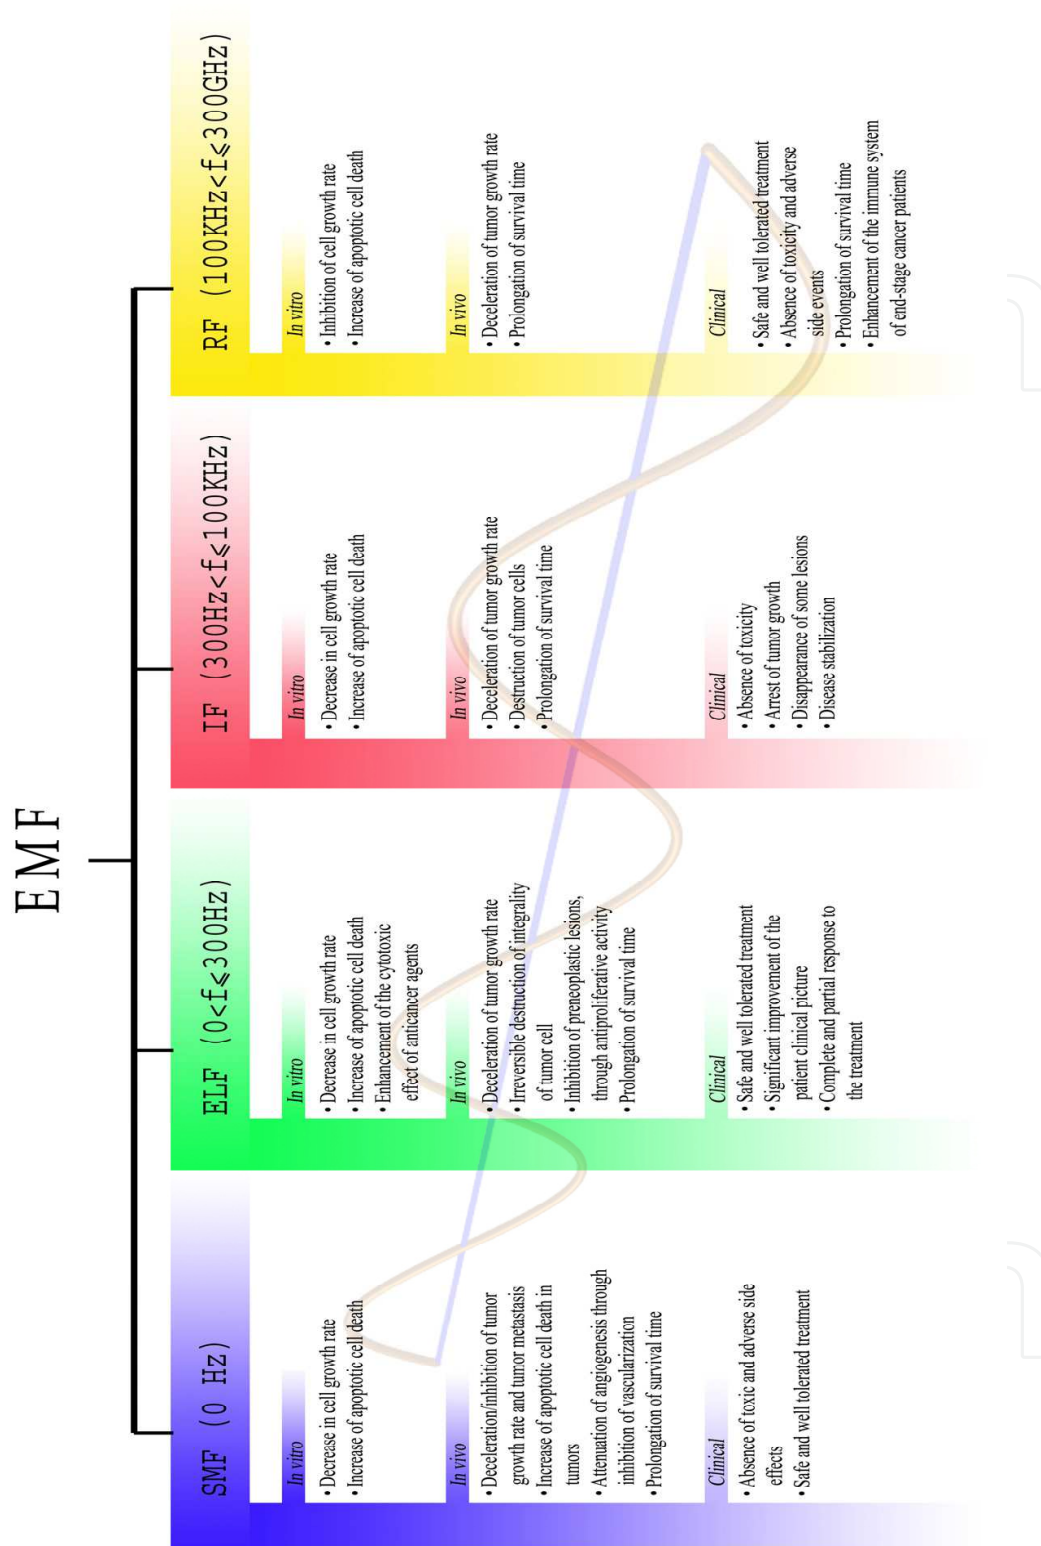 EMF
SMF (0 Hz)
In vitro
• Decrease in cell growth rate
• Increase of apoptotic cell death
In vivo
• Deceleration/inhibition of tumor
growth rate and tumor metastasis
• Increase of apoptotic cell death in
tumors
• Attenuation of angiogenesis through
inhibition of vascularization
• Prolongation of survival time
Clinical
• Absence of toxic and adverse side
effects
• Safe and well tolerated treatment
ELF (0<f⩽300Hz)
In vitro
• Decrease in cell growth rate
• Increase of apoptotic cell death
• Enhancement of the cytotoxic
effect of anticancer agents
In vivo
• Deceleration of tumor growth rate
• Irreversible destruction of integrality
of tumor cell
• Inhibition of preneoplastic lesions,
through antiproliferative activity
• Prolongation of survival time
Clinical
• Safe and well tolerated treatment
• Significant improvement of the
patient clinical picture
• Complete and partial response to
the treatment
IF (300Hz<f⩽100KHz)
In vitro
• Decrease in cell growth rate
• Increase of apoptotic cell death
In vivo
• Deceleration of tumor growth rate
• Destruction of tumor cells
• Prolongation of survival time
Clinical
• Absence of toxicity
• Arrest of tumor growth
• Disappearance of some lesions
• Disease stabilization
RF (100KHz<f⩽300GHz)
In vitro
• Inhibition of cell growth rate
• Increase of apoptotic cell death
In vivo
• Deceleration of tumor growth rate
• Prolongation of survival time
Clinical
• Safe and well tolerated treatment
• Absence of toxicity and adverse
side events
• Prolongation of survival time
• Enhancement of the immune system
of end-stage cancer patients